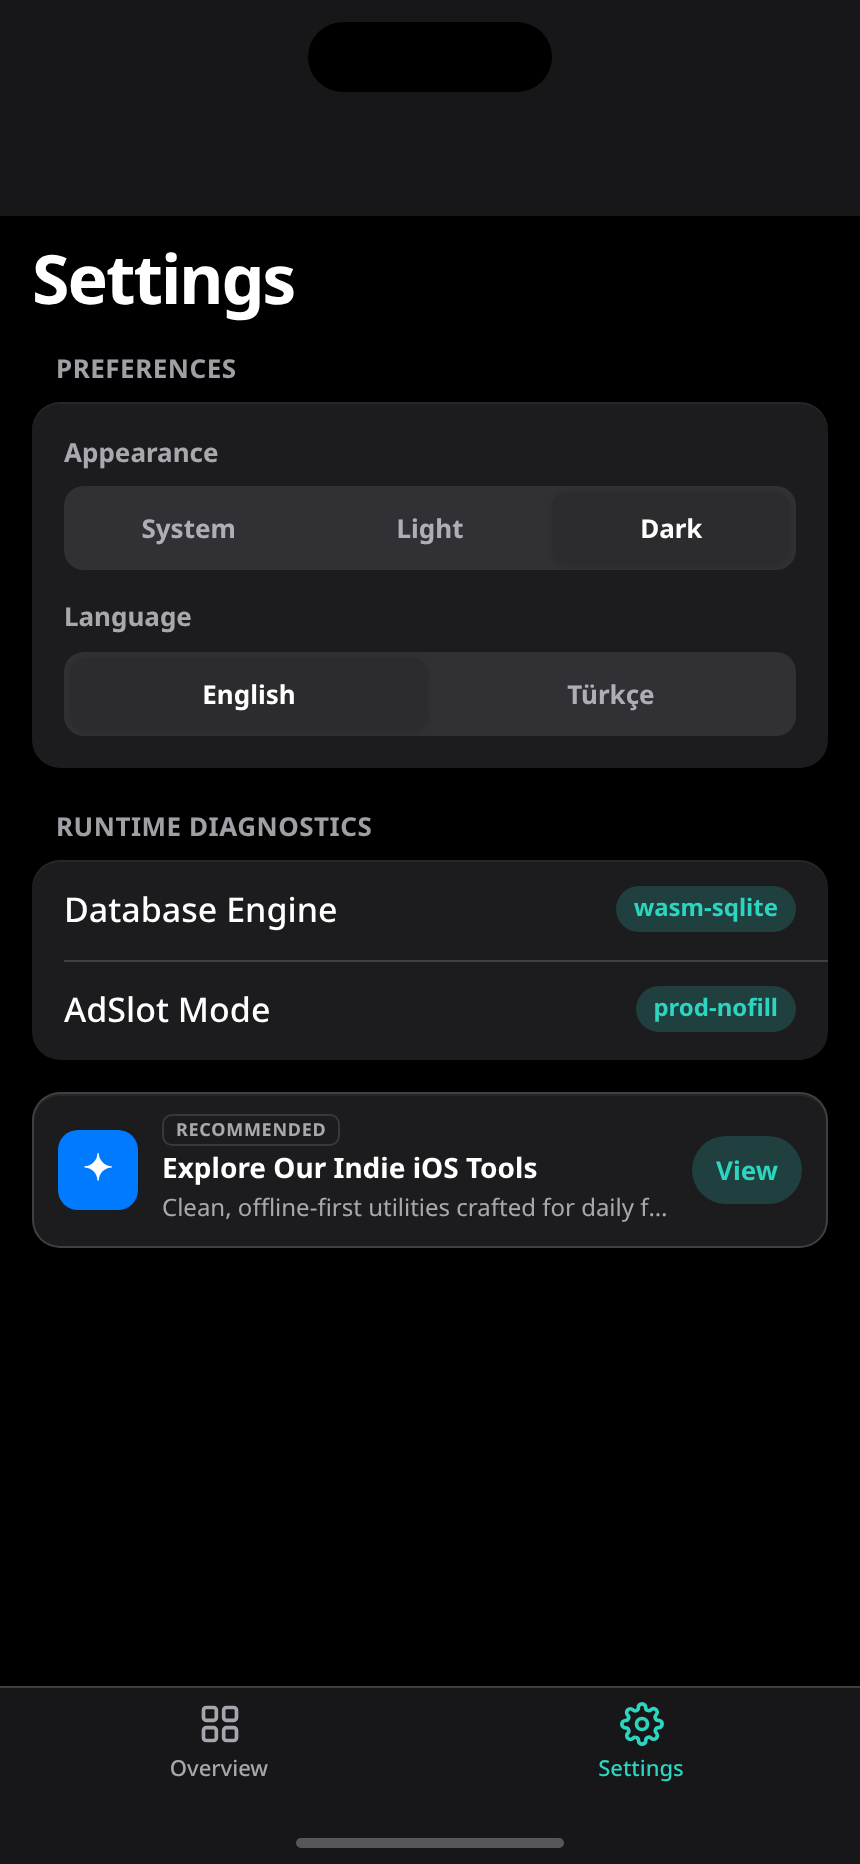 Settings
PREFERENCES
Appearance
System Light Dark
Language
English Türkçe
RUNTIME DIAGNOSTICS
Database Engine wasm-sqlite
AdSlot Mode prod-nofill
RECOMMENDED
Explore Our Indie iOS Tools
Clean, offline-first utilities crafted for daily f...
View
Overview Settings